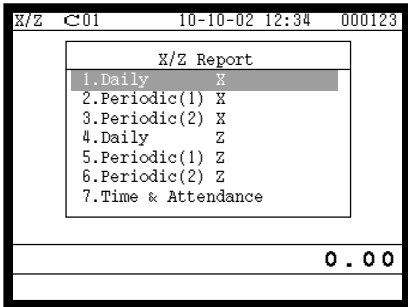 X/Z C01 10-10-02 12:34 000123
X/Z Report
1.Daily X
2.Periodic(1) X
3.Periodic(2) X
4.Daily Z
5.Periodic(1) Z
6.Periodic(2) Z
7.Time & Attendance
0.00